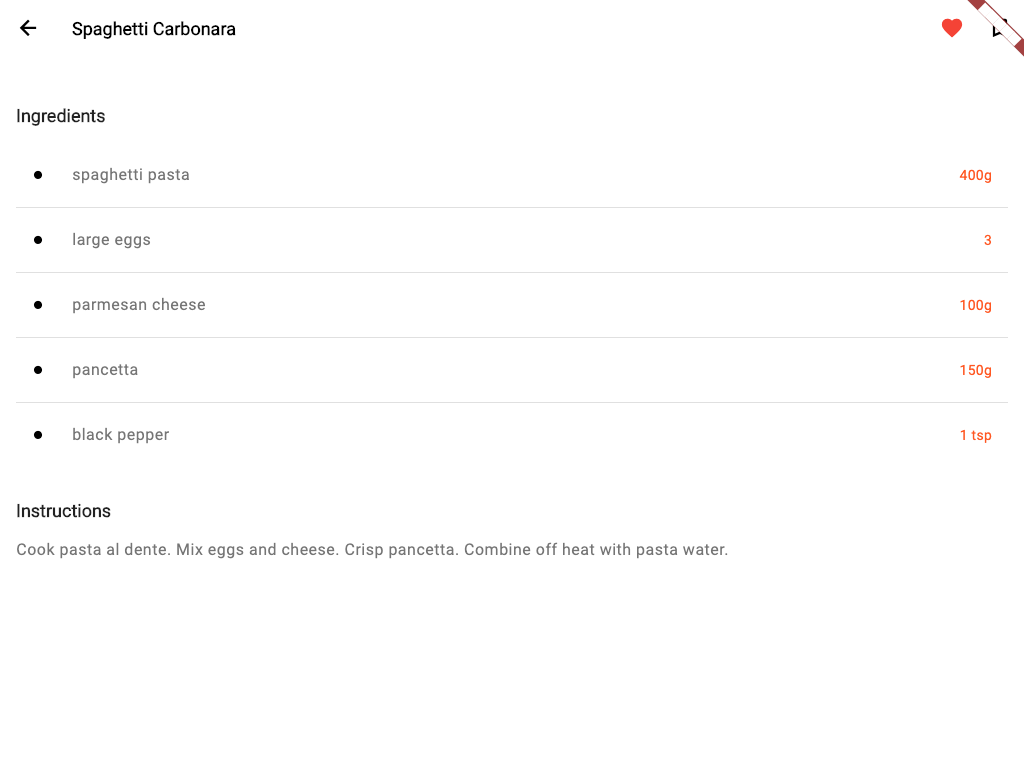 Spaghetti Carbonara
Ingredients
spaghetti pasta 400g
large eggs 3
parmesan cheese 100g
pancetta 150g
black pepper 1 tsp
Instructions
Cook pasta al dente. Mix eggs and cheese. Crisp pancetta. Combine off heat with pasta water.